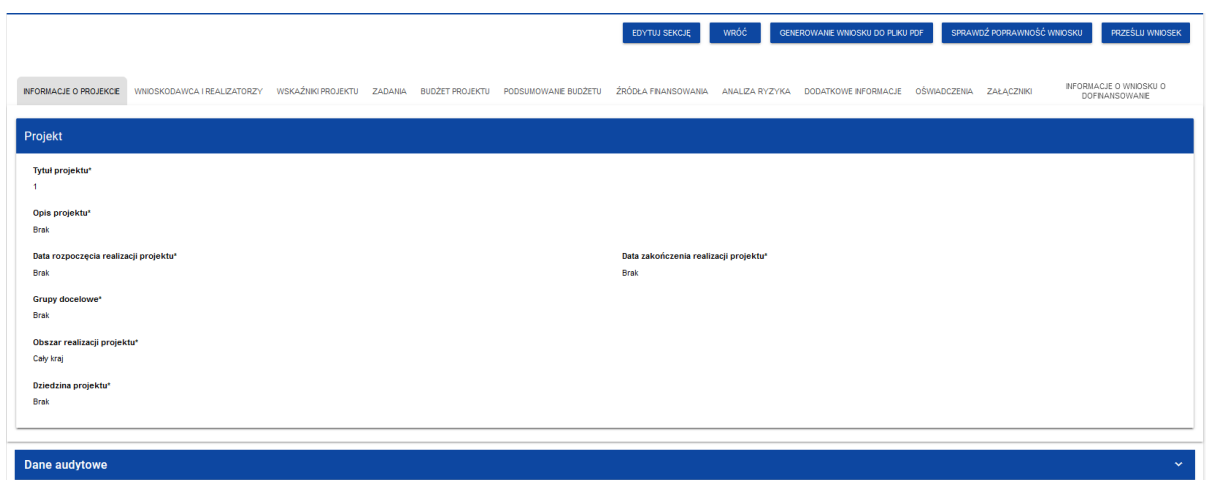 EDYTUJ SEKCJĘ WRÓĆ GENEROWANIE WNIOSKU DO PLIKU PDF SPRAWDŹ POPRAWNOŚĆ WNIOSKU PRZEŚLIJ WNIOSEK
INFORMACJE O PROJEKCIE WNIOSKODAWCA I REALIZATORZY WSKAŹNIKI PROJEKTU ZADANIA BUDŻET PROJEKTU PODSUMOWANIE BUDŻETU ŹRÓDŁA FINANSOWANIA ANALIZA RYZYKA DODATKOWE INFORMACJE OŚWIADCZENIA ZAŁĄCZNIKI INFORMACJE O WNIOSKU O
DOFINANSOWANIE
Projekt
Tytuł projektu*
1
Opis projektu*
Brak
Data rozpoczęcia realizacji projektu* Data zakończenia realizacji projektu*
Brak Brak
Grupy docelowe*
Brak
Obszar realizacji projektu*
Cały kraj
Dziedzina projektu*
Brak
Dane audytowe